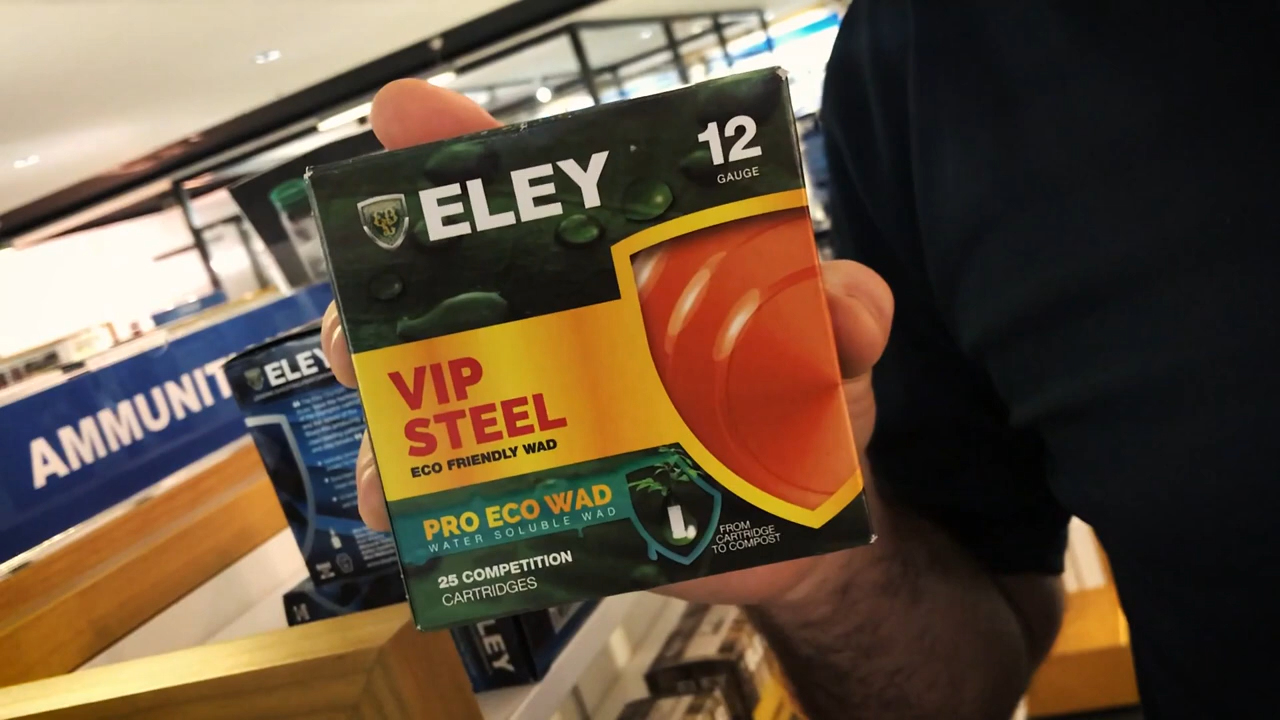 ELEY
12
GAUGE
VIP
STEEL
ECO FRIENDLY WAD
PRO ECO WAD
WATER SOLUBLE WAD
FROM
CARTRIDGE
TO COMPOST
25 COMPETITION
CARTRIDGES
AMMUNIT
ELEY
ELEY